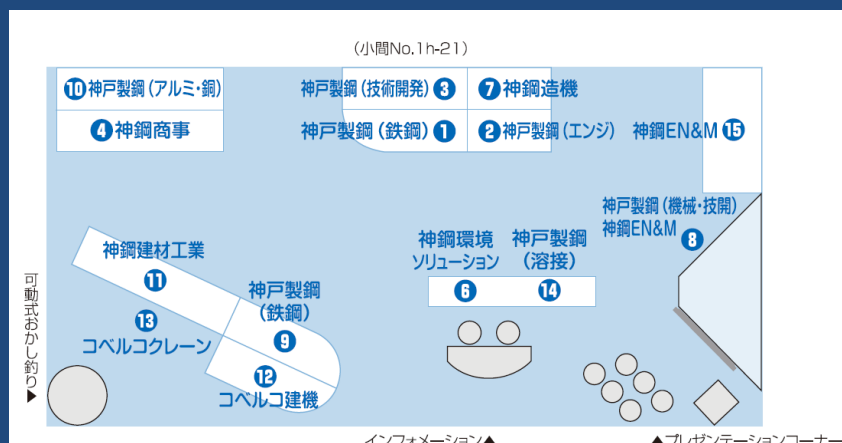 (小間No.1h-21)
⑩神戸製鋼(アルミ・銅)
神戸製鋼(技術開発)③
⑦神鋼造機
④神鋼商事
神戸製鋼(鉄鋼)①
②神戸製鋼(エンジ)
神鋼EN&M⑮
神戸製鋼(機械・技開)
神鋼EN&M
⑧
神鋼建材工業
⑪
神鋼環境
ソリューション
⑥
神戸製鋼
(溶接)
⑭
神戸製鋼
(鉄鋼)
⑨
⑬
コベルコクレーン
⑫
コベルコ建機
可動式おかし釣り▶
インフォメーション▲
▲プレゼンテーションコーナー